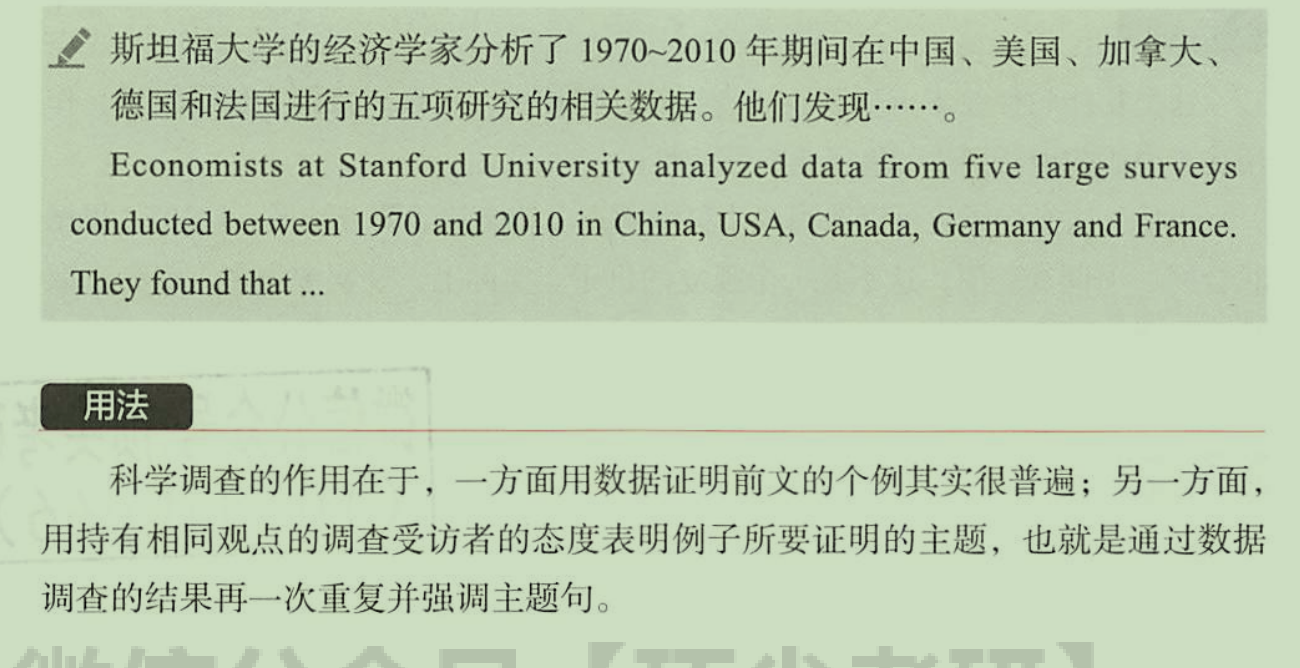 斯坦福大学的经济学家分析了 1970~2010 年期间在中国、美国、加拿大、
德国和法国进行的五项研究的相关数据。他们发现……。
Economists at Stanford University analyzed data from five large surveys
conducted between 1970 and 2010 in China, USA, Canada, Germany and France.
They found that ...
用法
科学调查的作用在于，一方面用数据证明前文的个例其实很普遍；另一方面，
用持有相同观点的调查受访者的态度表明例子所要证明的主题，也就是通过数据
调查的结果再一次重复并强调主题句。